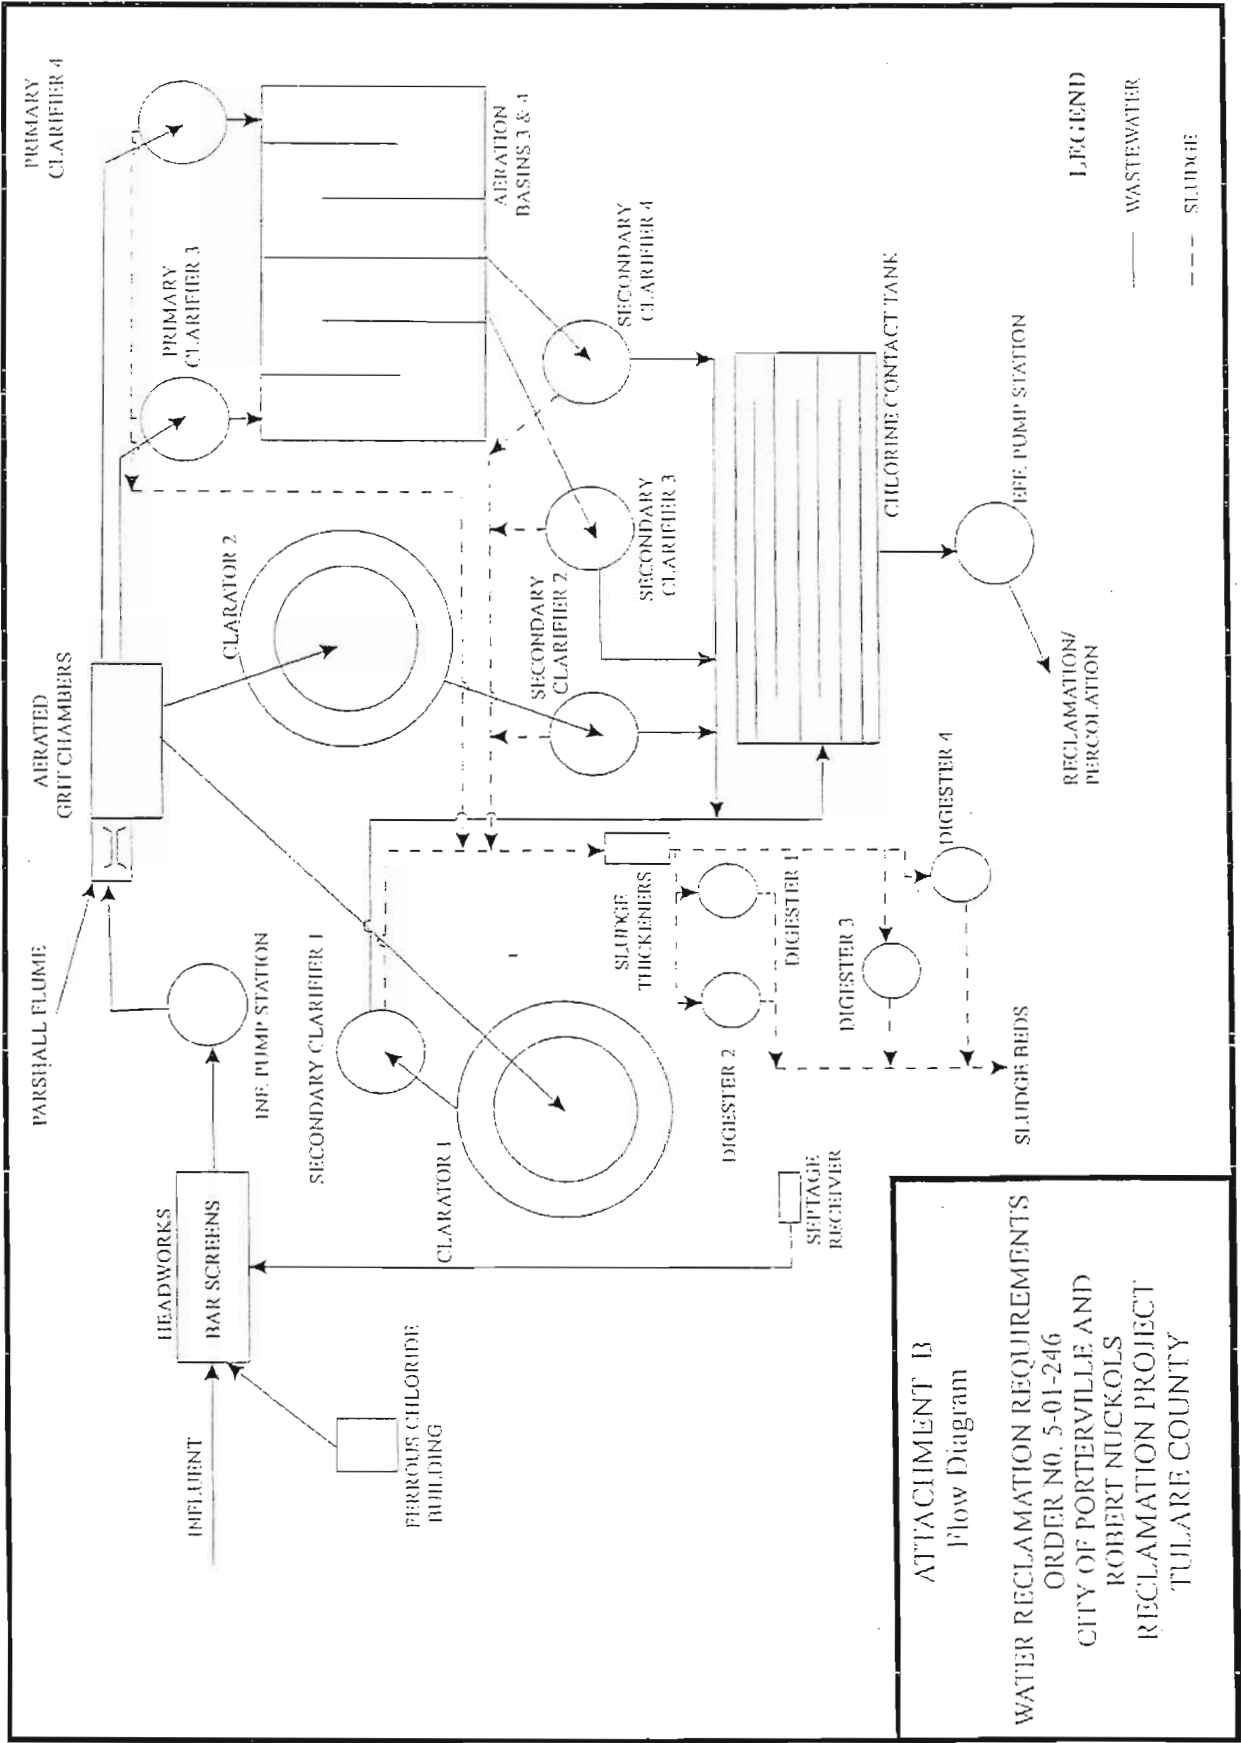 INFLUENT
FERROUS CHLORIDE
BUILDING
HEADWORKS
BAR SCREENS
INF. PUMP STATION
PARSHALL FLUME
AERATED
GRIT CHAMBERS
PRIMARY
CLARIFIER 3
PRIMARY
CLARIFIER 4
AERATION
BASINS 3 & 4
CLARATOR 2
CLARATOR 1
SECONDARY CLARIFIER 1
SECONDARY
CLARIFIER 2
SECONDARY
CLARIFIER 3
SECONDARY
CLARIFIER 4
SEPTAGE
RECEIVER
SLUDGE
THICKENERS
DIGESTER 1
DIGESTER 2
DIGESTER 3
DIGESTER 4
SLUDGE BEDS
CHLORINE CONTACT TANK
EFF. PUMP STATION
RECLAMATION/
PERCOLATION
LEGEND
WASTEWATER
SLUDGE
ATTACHMENT B
Flow Diagram
WATER RECLAMATION REQUIREMENTS
ORDER NO. 5-01-246
CITY OF PORTERVILLE AND
ROBERT NUCKOLS
RECLAMATION PROJECT
TULARE COUNTY